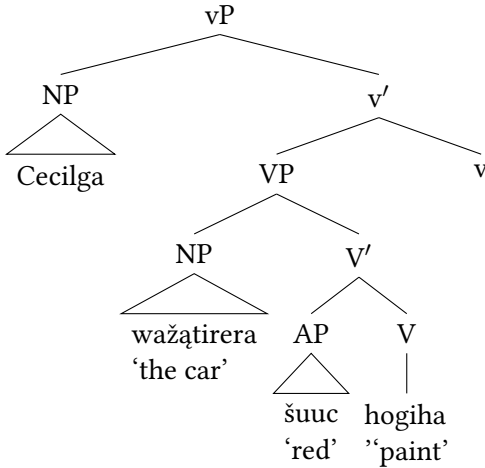 vP
NP
v′
Cecilga
VP
v
NP
V′
wažątirera
‘the car’
AP
V
šuuc
‘red’
hogiha
’‘paint’